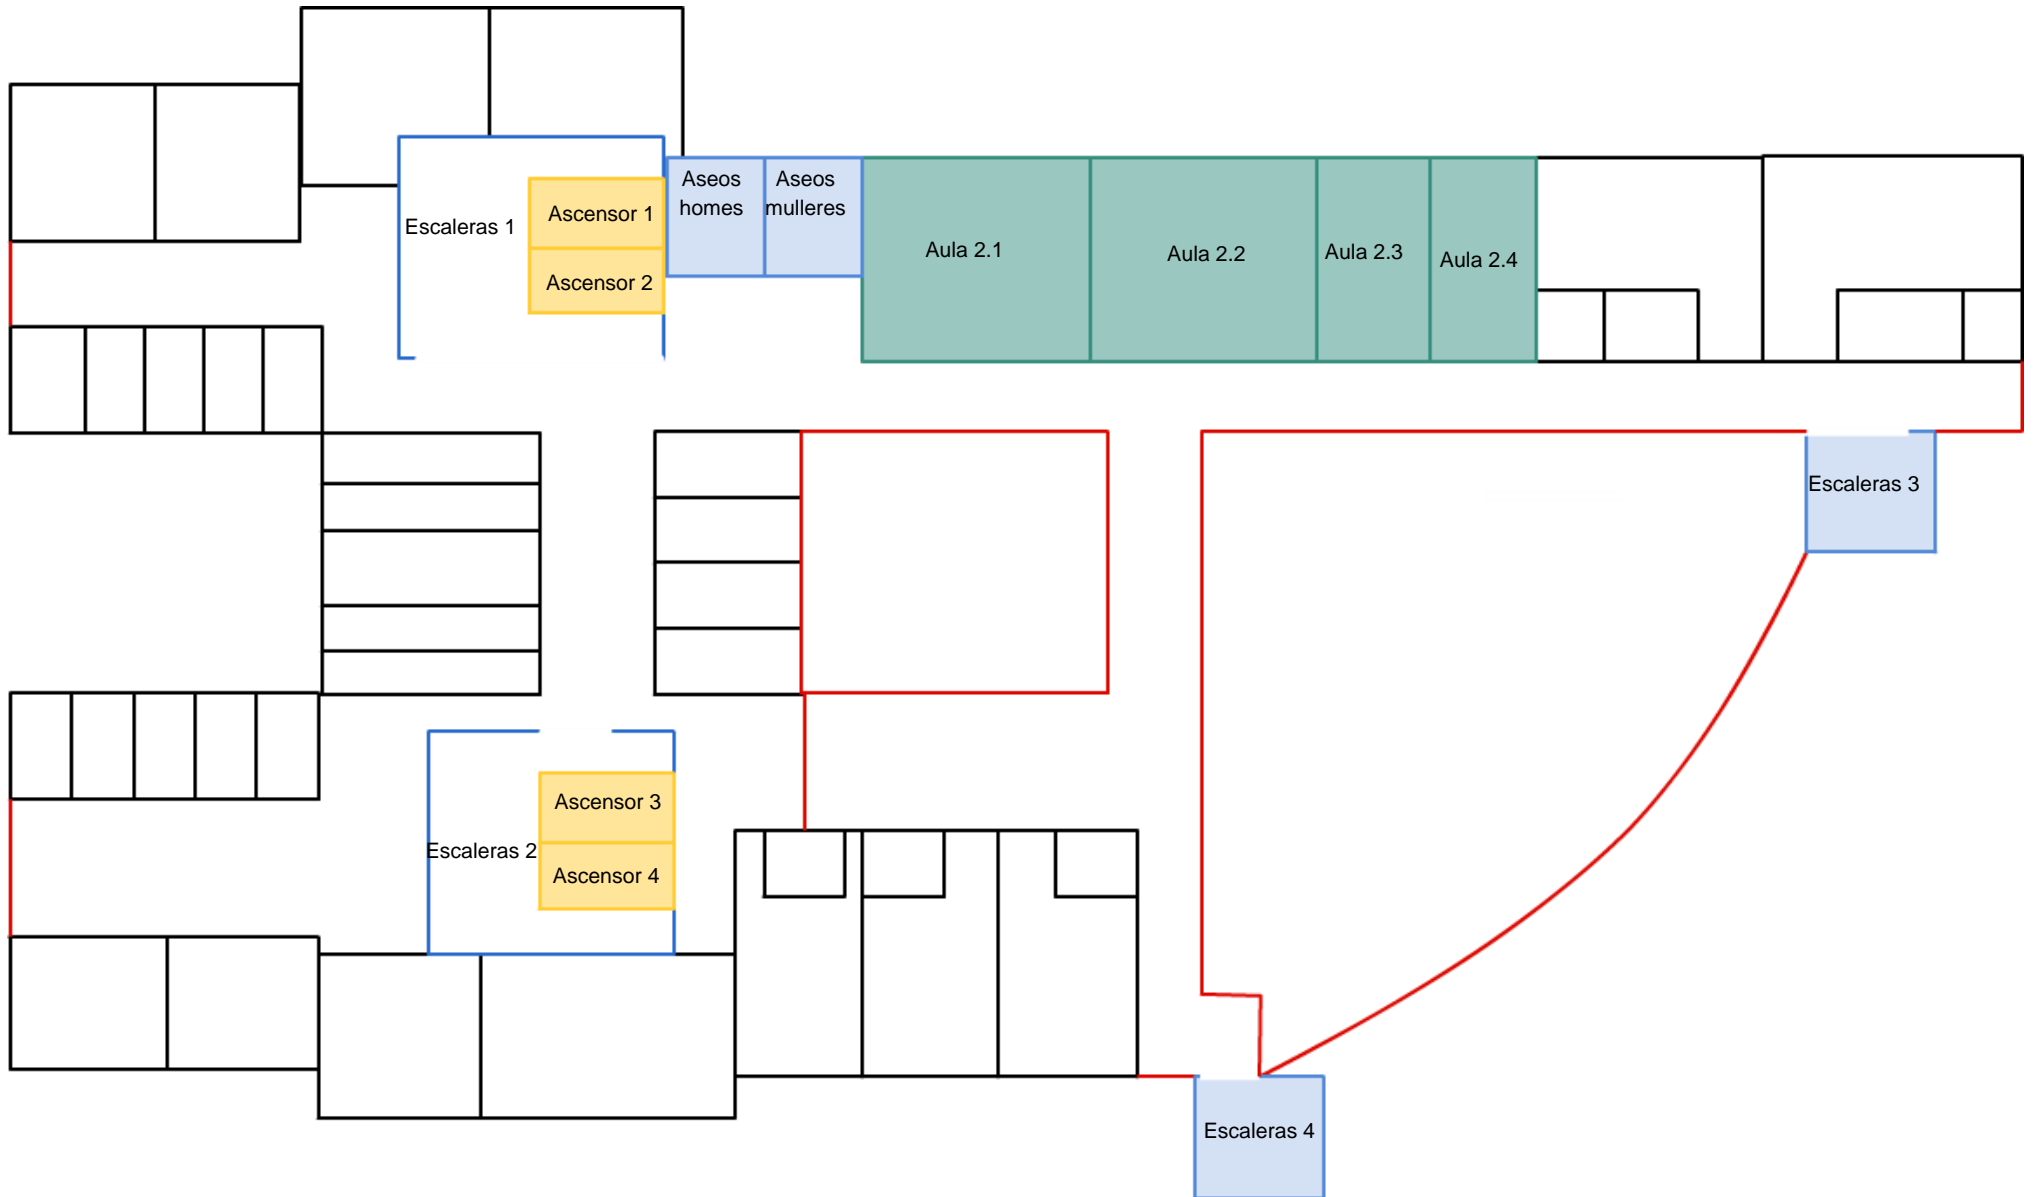 Aseos
homes
Aseos
mulleres
Escaleras 1
Ascensor 1
Ascensor 2
Aula 2.1
Aula 2.2
Aula 2.3
Aula 2.4
Escaleras 3
Escaleras 2
Ascensor 3
Ascensor 4
Escaleras 4